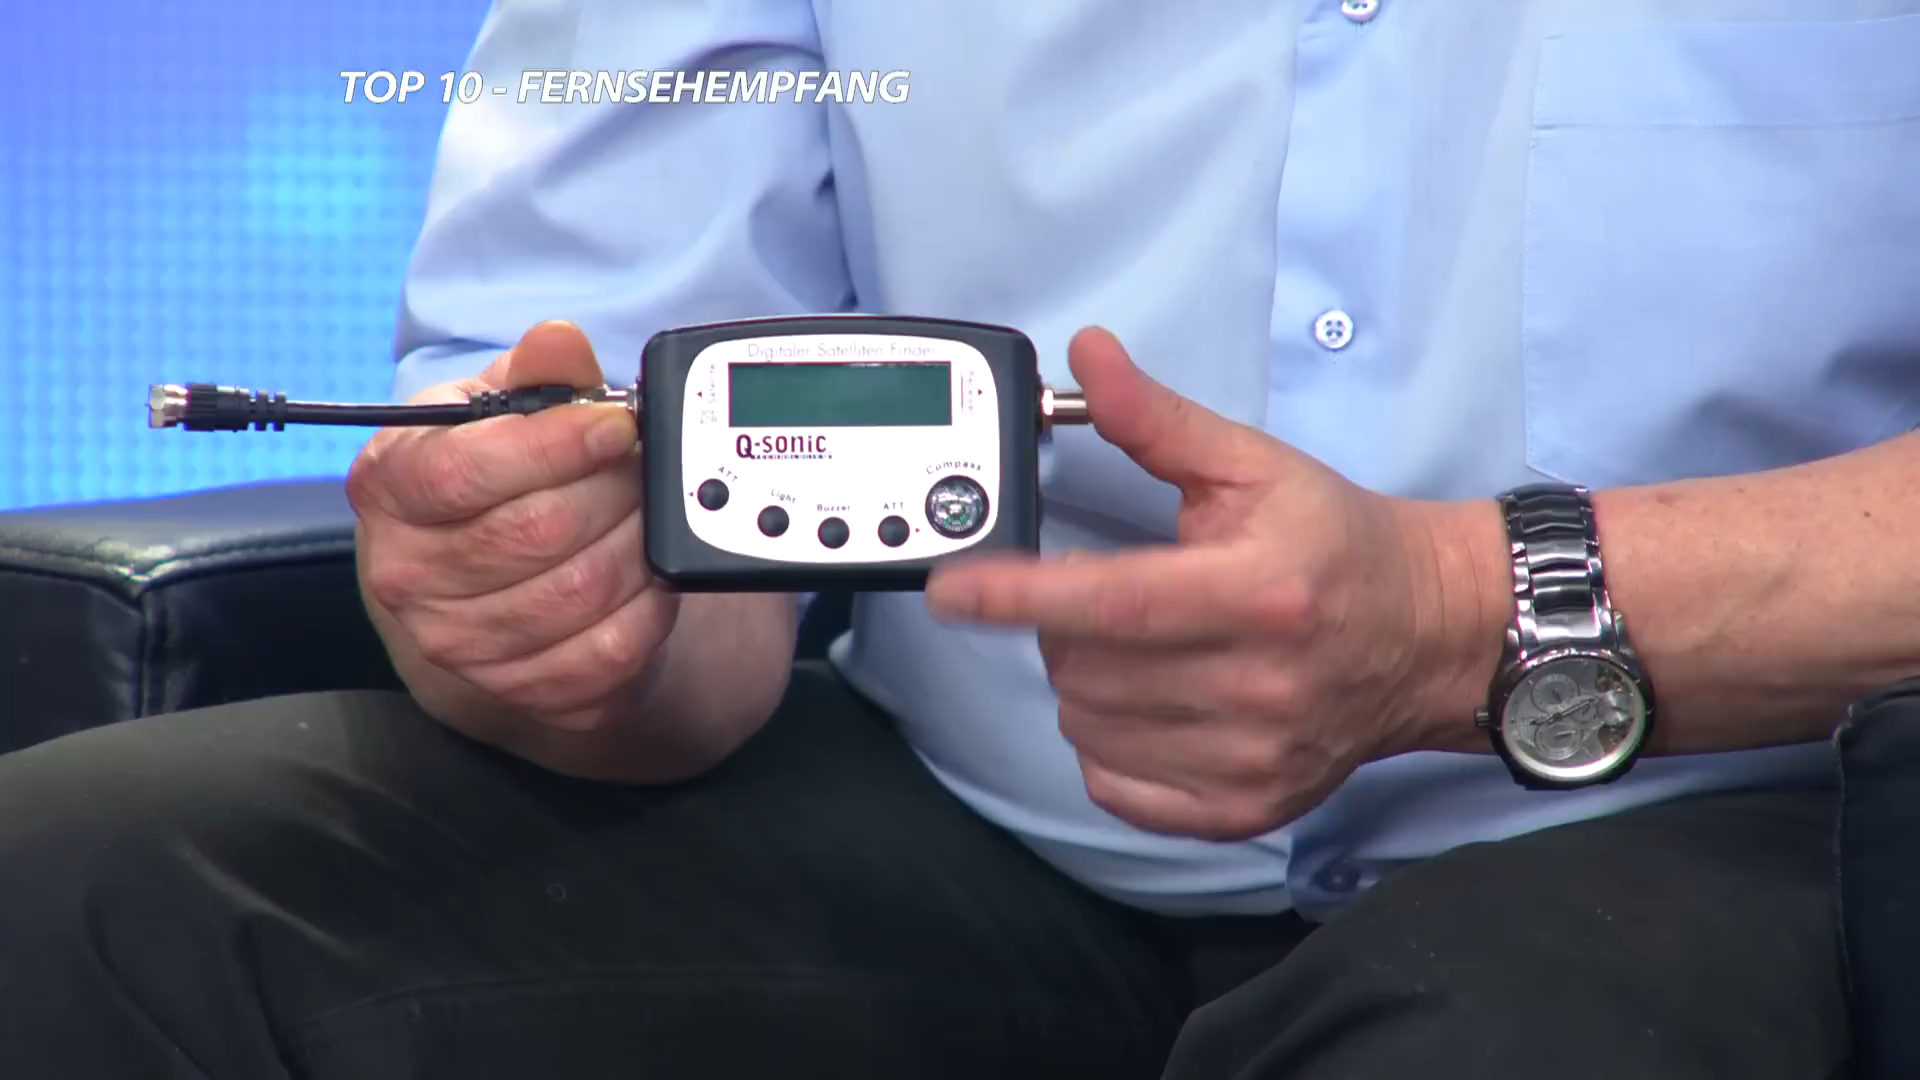 TOP 10 - FERNSEHEMPFANG
Digitaler Satelliten Finder
Q-SONIC
ATT
Light
Buzzer
ATT
Compass